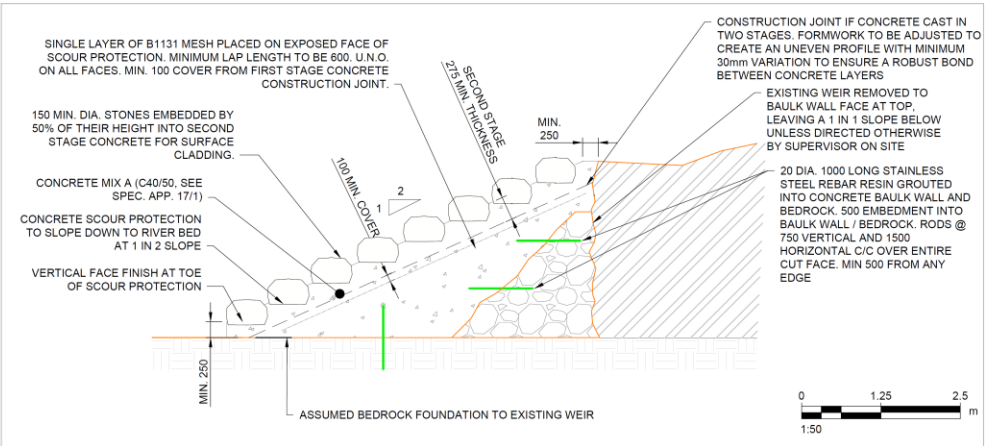 SINGLE LAYER OF B1131 MESH PLACED ON EXPOSED FACE OF
SCOUR PROTECTION. MINIMUM LAP LENGTH TO BE 600. U.N.O.
ON ALL FACES. MIN. 100 COVER FROM FIRST STAGE CONCRETE
CONSTRUCTION JOINT.
150 MIN. DIA. STONES EMBEDDED BY
50% OF THEIR HEIGHT INTO SECOND
STAGE CONCRETE FOR SURFACE
CLADDING.
CONCRETE MIX A (C40/50, SEE
SPEC. APP. 17/1)
CONCRETE SCOUR PROTECTION
TO SLOPE DOWN TO RIVER BED
AT 1 IN 2 SLOPE
VERTICAL FACE FINISH AT TOE
OF SCOUR PROTECTION
MIN. 250
100 MIN. COVER
2
1
SECOND STAGE
275 MIN. THICKNESS
MIN.
250
CONSTRUCTION JOINT IF CONCRETE CAST IN
TWO STAGES. FORMWORK TO BE ADJUSTED TO
CREATE AN UNEVEN PROFILE WITH MINIMUM
30mm VARIATION TO ENSURE A ROBUST BOND
BETWEEN CONCRETE LAYERS
EXISTING WEIR REMOVED TO
BAULK WALL FACE AT TOP,
LEAVING A 1 IN 1 SLOPE BELOW
UNLESS DIRECTED OTHERWISE
BY SUPERVISOR ON SITE
20 DIA. 1000 LONG STAINLESS
STEEL REBAR RESIN GROUTED
INTO CONCRETE BAULK WALL AND
BEDROCK. 500 EMBEDMENT INTO
BAULK WALL / BEDROCK. RODS @
750 VERTICAL AND 1500
HORIZONTAL C/C OVER ENTIRE
CUT FACE. MIN 500 FROM ANY
EDGE
ASSUMED BEDROCK FOUNDATION TO EXISTING WEIR
0 1.25 2.5
m
1:50